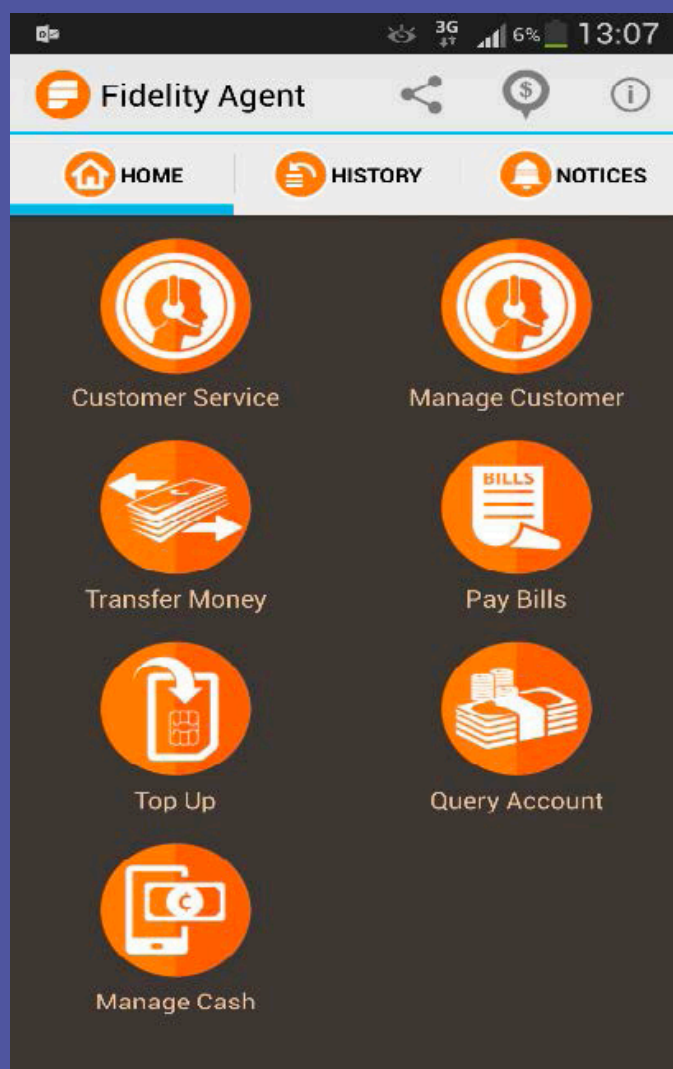 3G 6% 13:07
Fidelity Agent $ i
HOME HISTORY NOTICES
Customer Service Manage Customer
BILLS
Transfer Money Pay Bills
Top Up Query Account
¢
Manage Cash